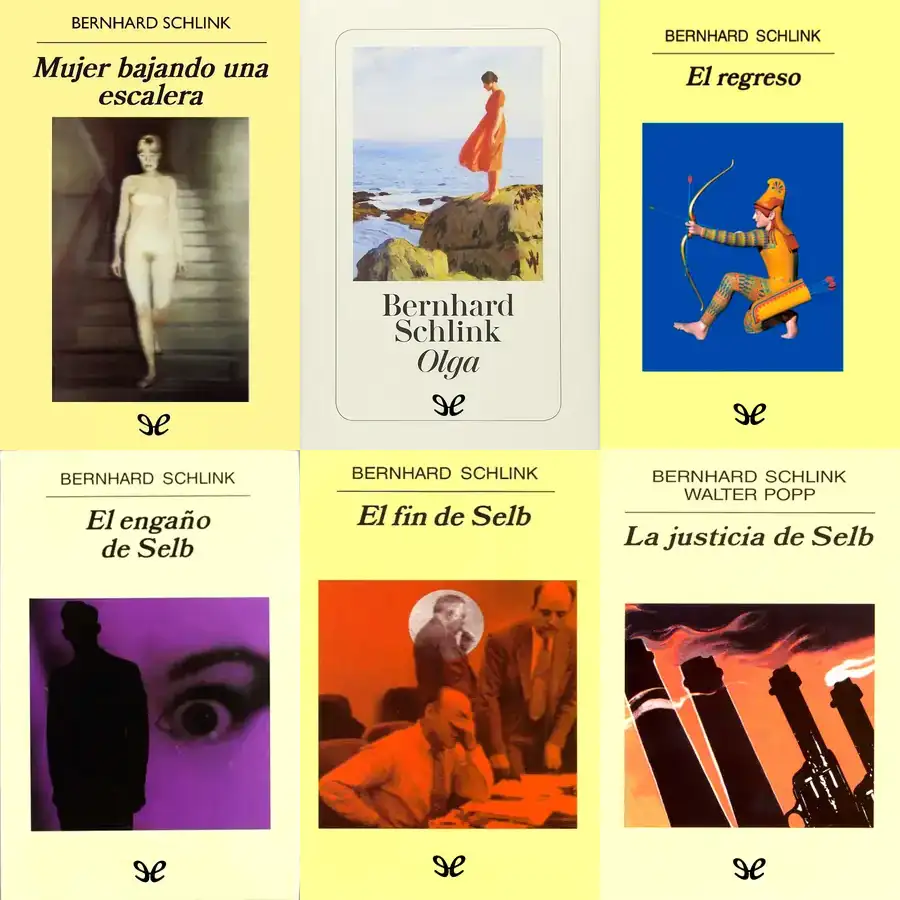 BERNHARD SCHLINK
Mujer bajando una
escalera
Bernhard
Schlink
Olga
BERNHARD SCHLINK
El regreso
BERNHARD SCHLINK
El engaño
de Selb
BERNHARD SCHLINK
El fin de Selb
BERNHARD SCHLINK
WALTER POPP
La justicia de Selb